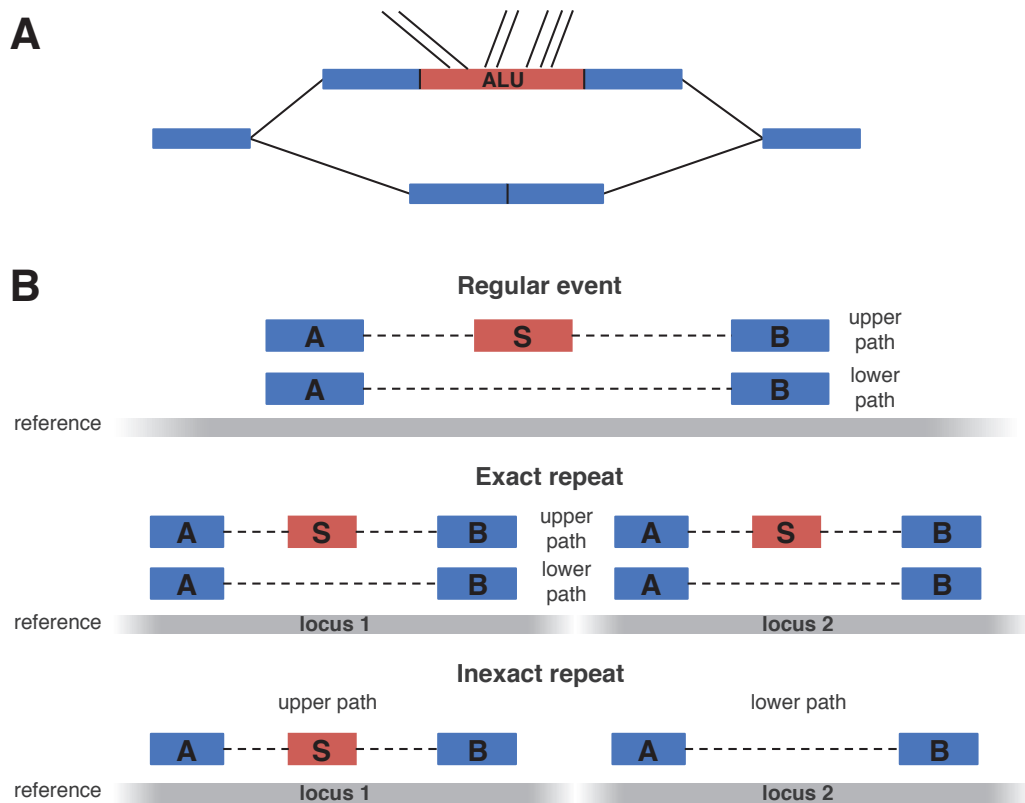 A
ALU
B
Regular event
A S B upper path
A B lower path
reference
Exact repeat
A S B upper path A S B
A B lower path A B
reference locus 1 locus 2
Inexact repeat
upper path lower path
A S B A B
reference locus 1 locus 2